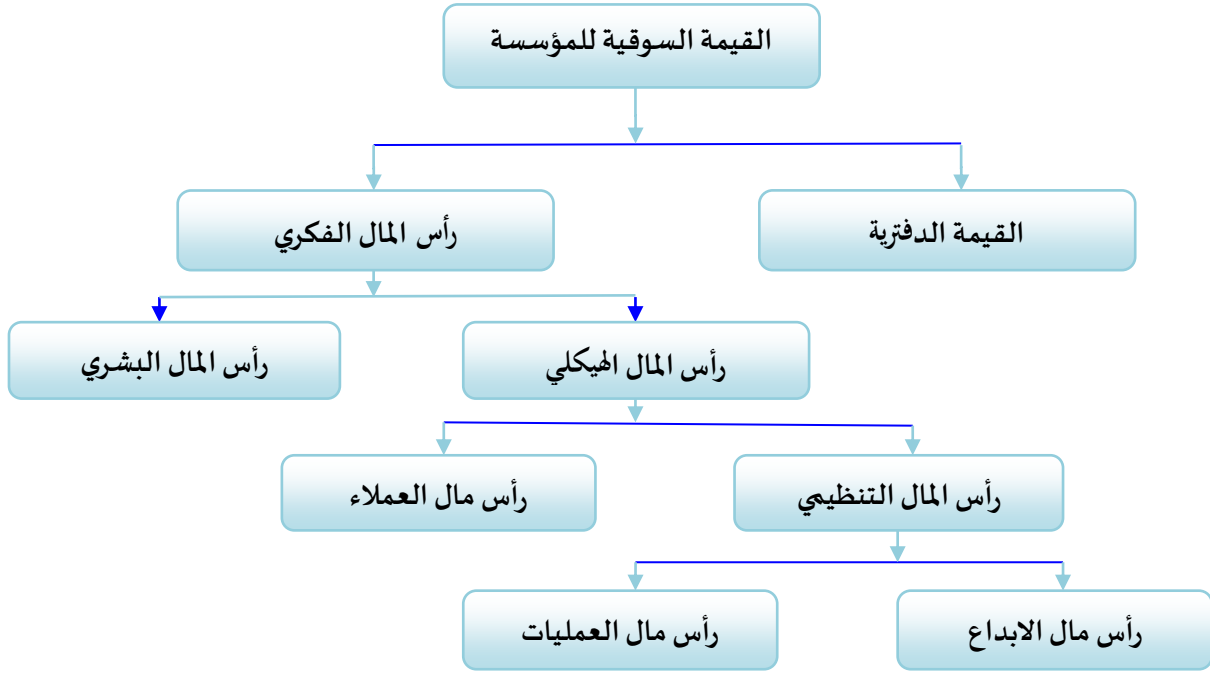 القيمة السوقية للمؤسسة
القيمة الدفترية
رأس المال الفكري
رأس المال الهيكلي
رأس المال البشري
رأس المال التنظيمي
رأس مال العملاء
رأس مال الابداع
رأس مال العمليات